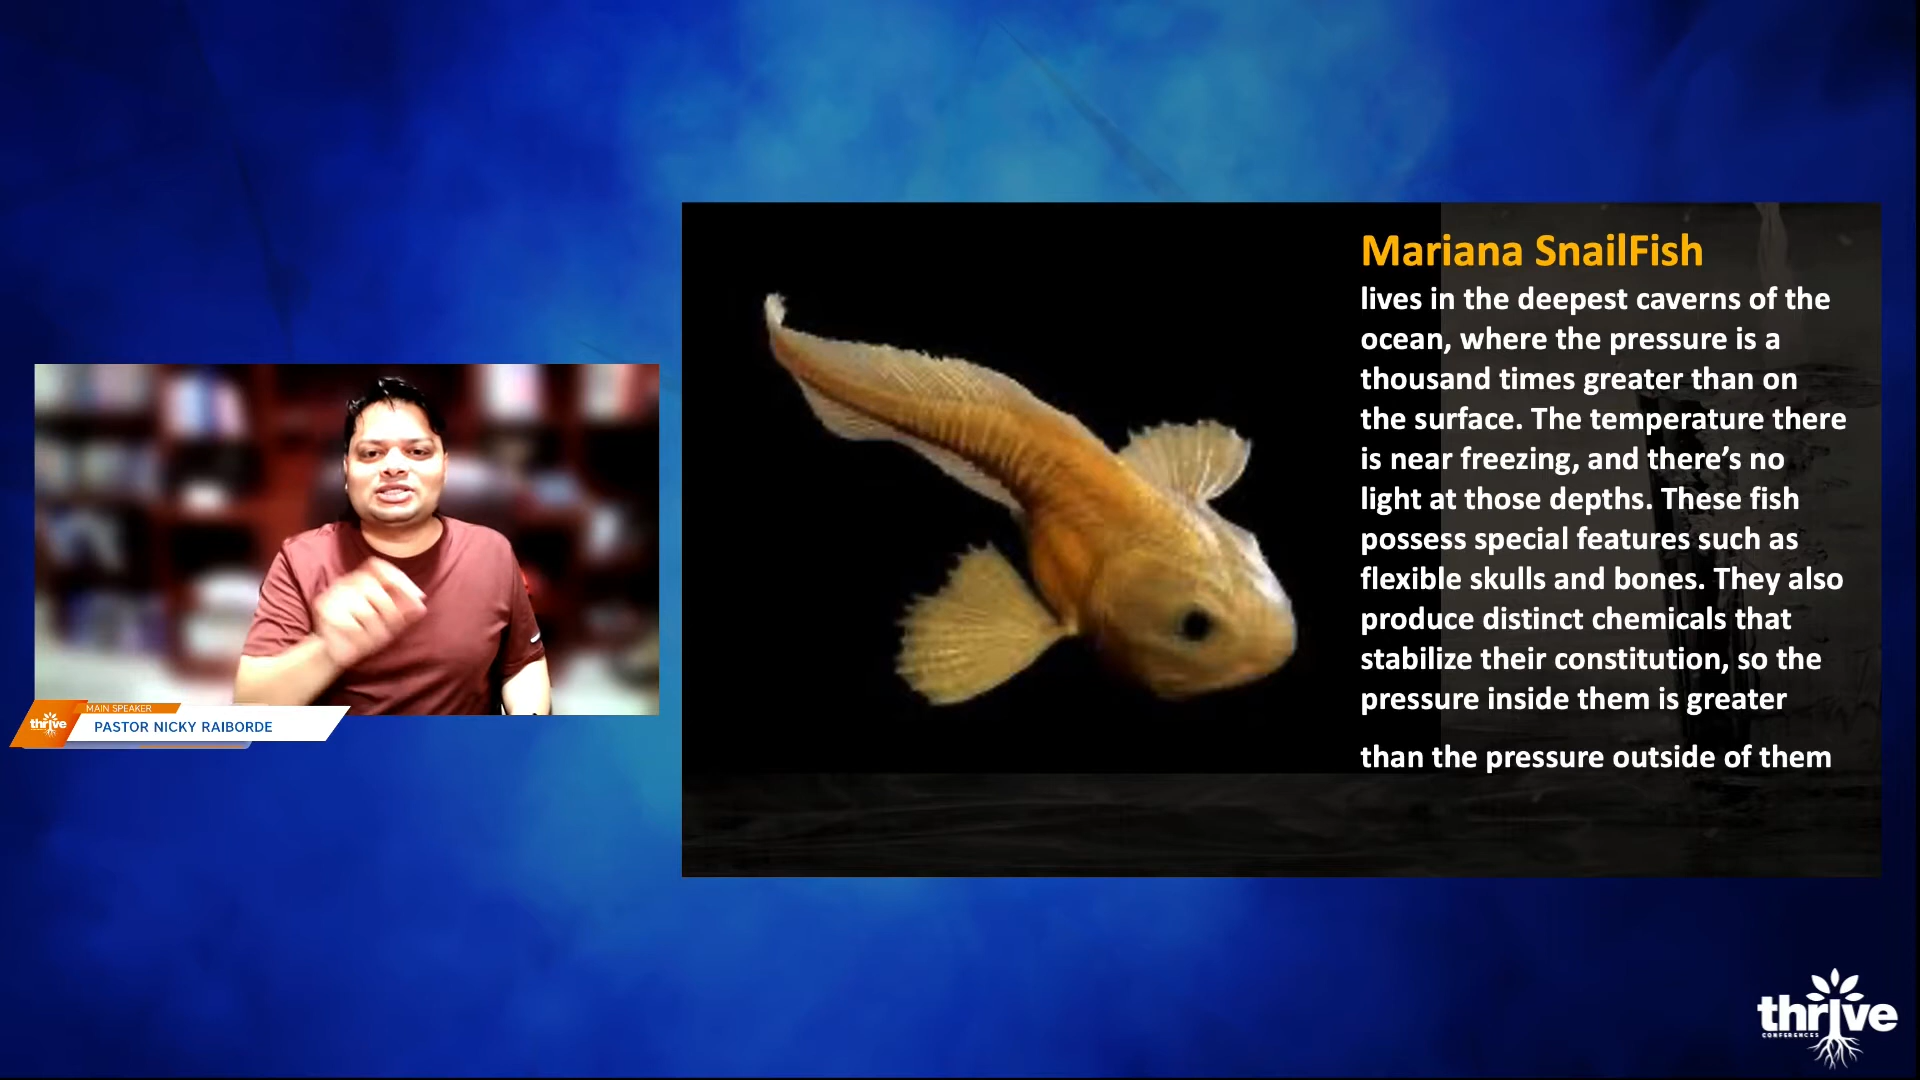 Mariana SnailFish
lives in the deepest caverns of the
ocean, where the pressure is a
thousand times greater than on
the surface. The temperature there
is near freezing, and there's no
light at those depths. These fish
possess special features such as
flexible skulls and bones. They also
produce distinct chemicals that
stabilize their constitution, so the
pressure inside them is greater
than the pressure outside of them
MAIN SPEAKER
thrive
PASTOR NICKY RAIBORDE
thrive
CONFERENCES